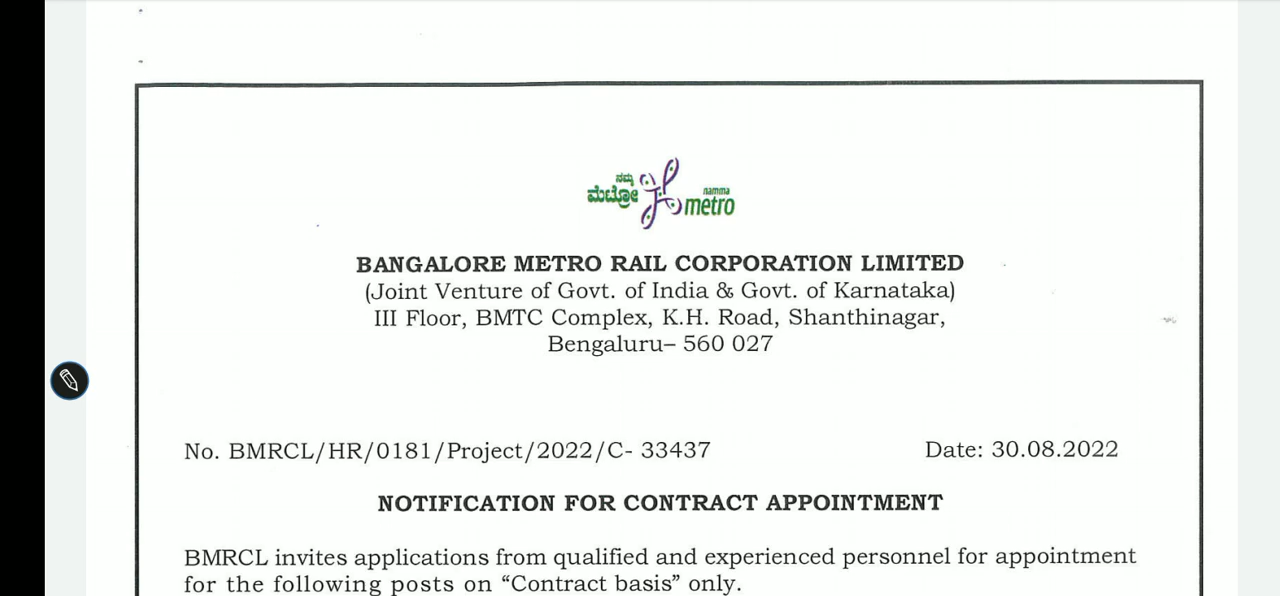 ನಮ್ಮ
ಮೆಟ್ರೋ
namma
metro
BANGALORE METRO RAIL CORPORATION LIMITED
(Joint Venture of Govt. of India & Govt. of Karnataka)
III Floor, BMTC Complex, K.H. Road, Shanthinagar,
Bengaluru– 560 027
No. BMRCL/HR/0181/Project/2022/C- 33437 Date: 30.08.2022
NOTIFICATION FOR CONTRACT APPOINTMENT
BMRCL invites applications from qualified and experienced personnel for appointment
for the following posts on “Contract basis” only.